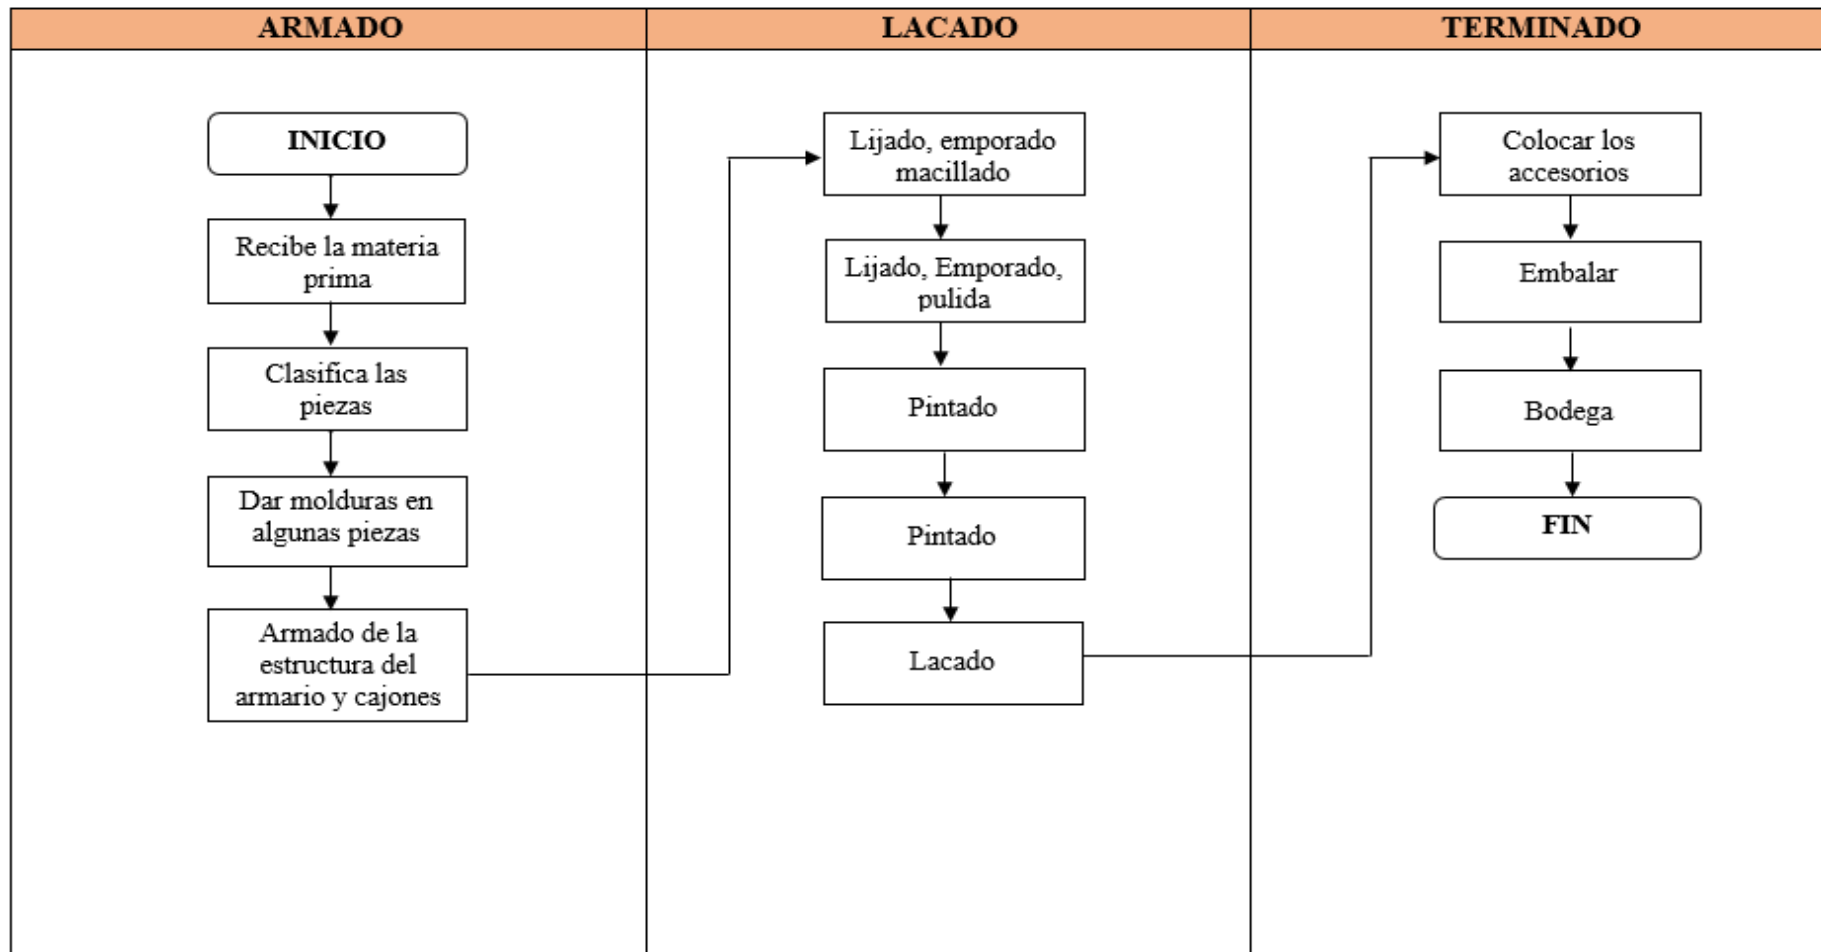 ARMADO
LACADO
TERMINADO
INICIO
Recibe la materia
prima
Clasifica las
piezas
Dar molduras en
algunas piezas
Armado de la
estructura del
armario y cajones
Lijado, emporado
macillado
Lijado, Emporado,
pulida
Pintado
Pintado
Lacado
Colocar los
accesorios
Embalar
Bodega
FIN